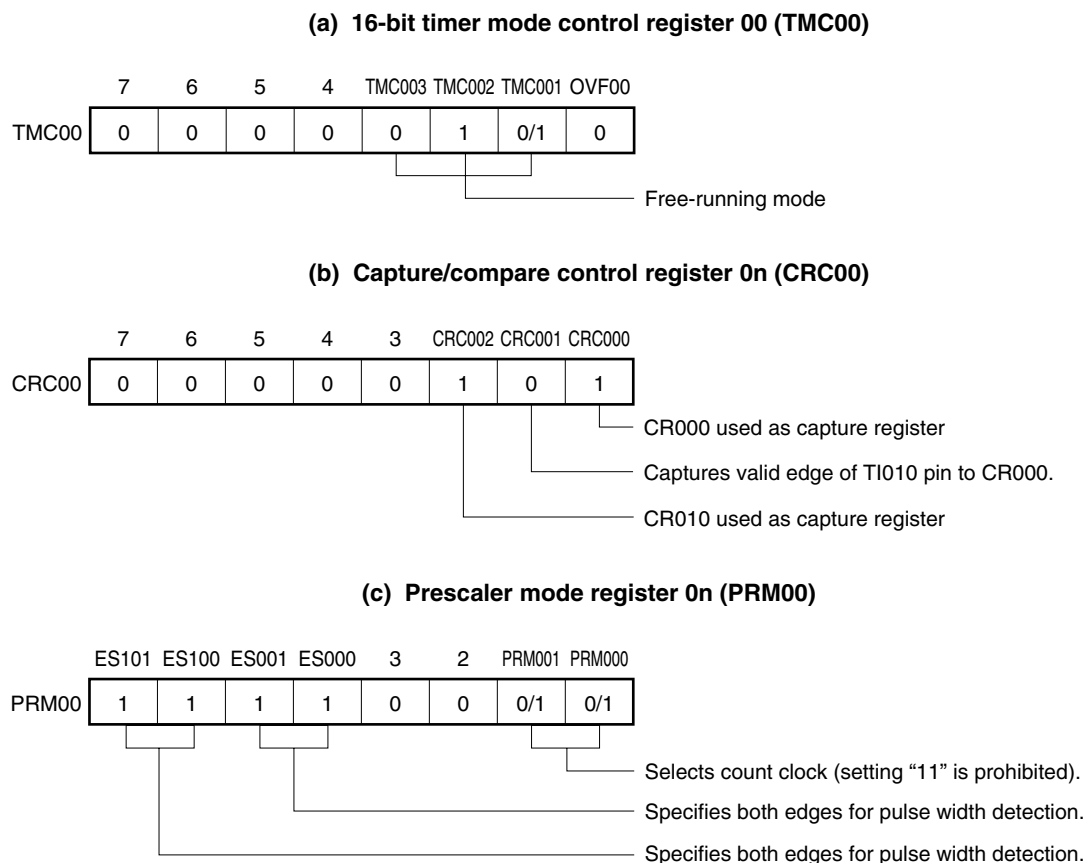 (a) 16-bit timer mode control register 00 (TMC00)
7 6 5 4 TMC003 TMC002 TMC001 OVF00
TMC00 0 0 0 0 0 1 0/1 0
Free-running mode
(b) Capture/compare control register 0n (CRC00)
7 6 5 4 3 CRC002 CRC001 CRC000
CRC00 0 0 0 0 0 1 0 1
CR000 used as capture register
Captures valid edge of TI010 pin to CR000.
CR010 used as capture register
(c) Prescaler mode register 0n (PRM00)
ES101 ES100 ES001 ES000 3 2 PRM001 PRM000
PRM00 1 1 1 1 0 0 0/1 0/1
Selects count clock (setting “11” is prohibited).
Specifies both edges for pulse width detection.
Specifies both edges for pulse width detection.